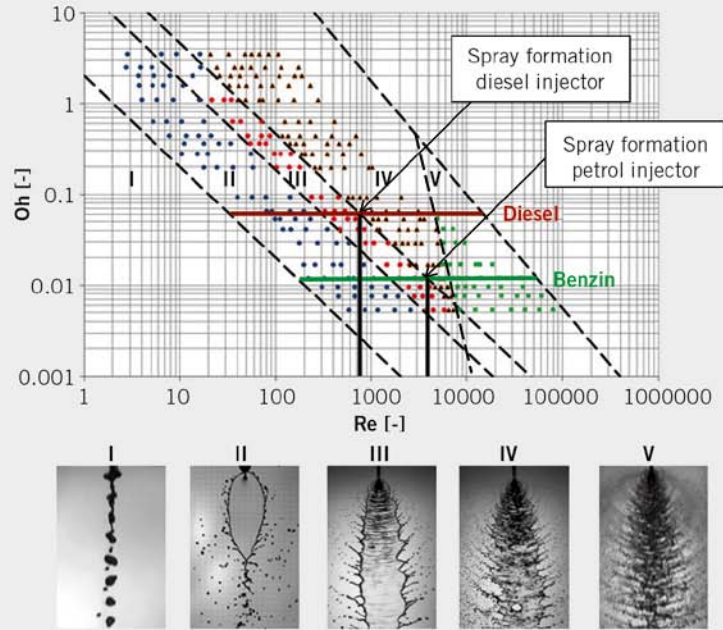 10
1
0.1
0.01
0.001
Oh [-]
1
10
100
1000
10000
100000
1000000
Re [-]
Spray formation
diesel injector
Spray formation
petrol injector
I
II
III
IV
V
Diesel
Benzin
I
II
III
IV
V